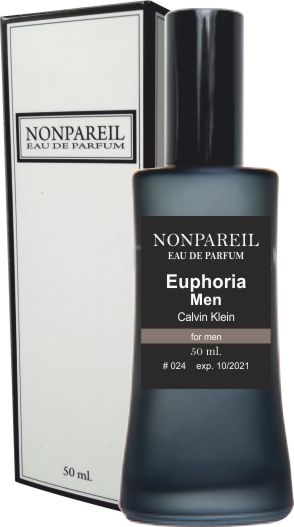 NONPAREIL
EAU DE PARFUM
50 ml.
NONPAREIL
EAU DE PARFUM
Euphoria
Men
Calvin Klein
for men
50 ml.
# 024 exp. 10/2021